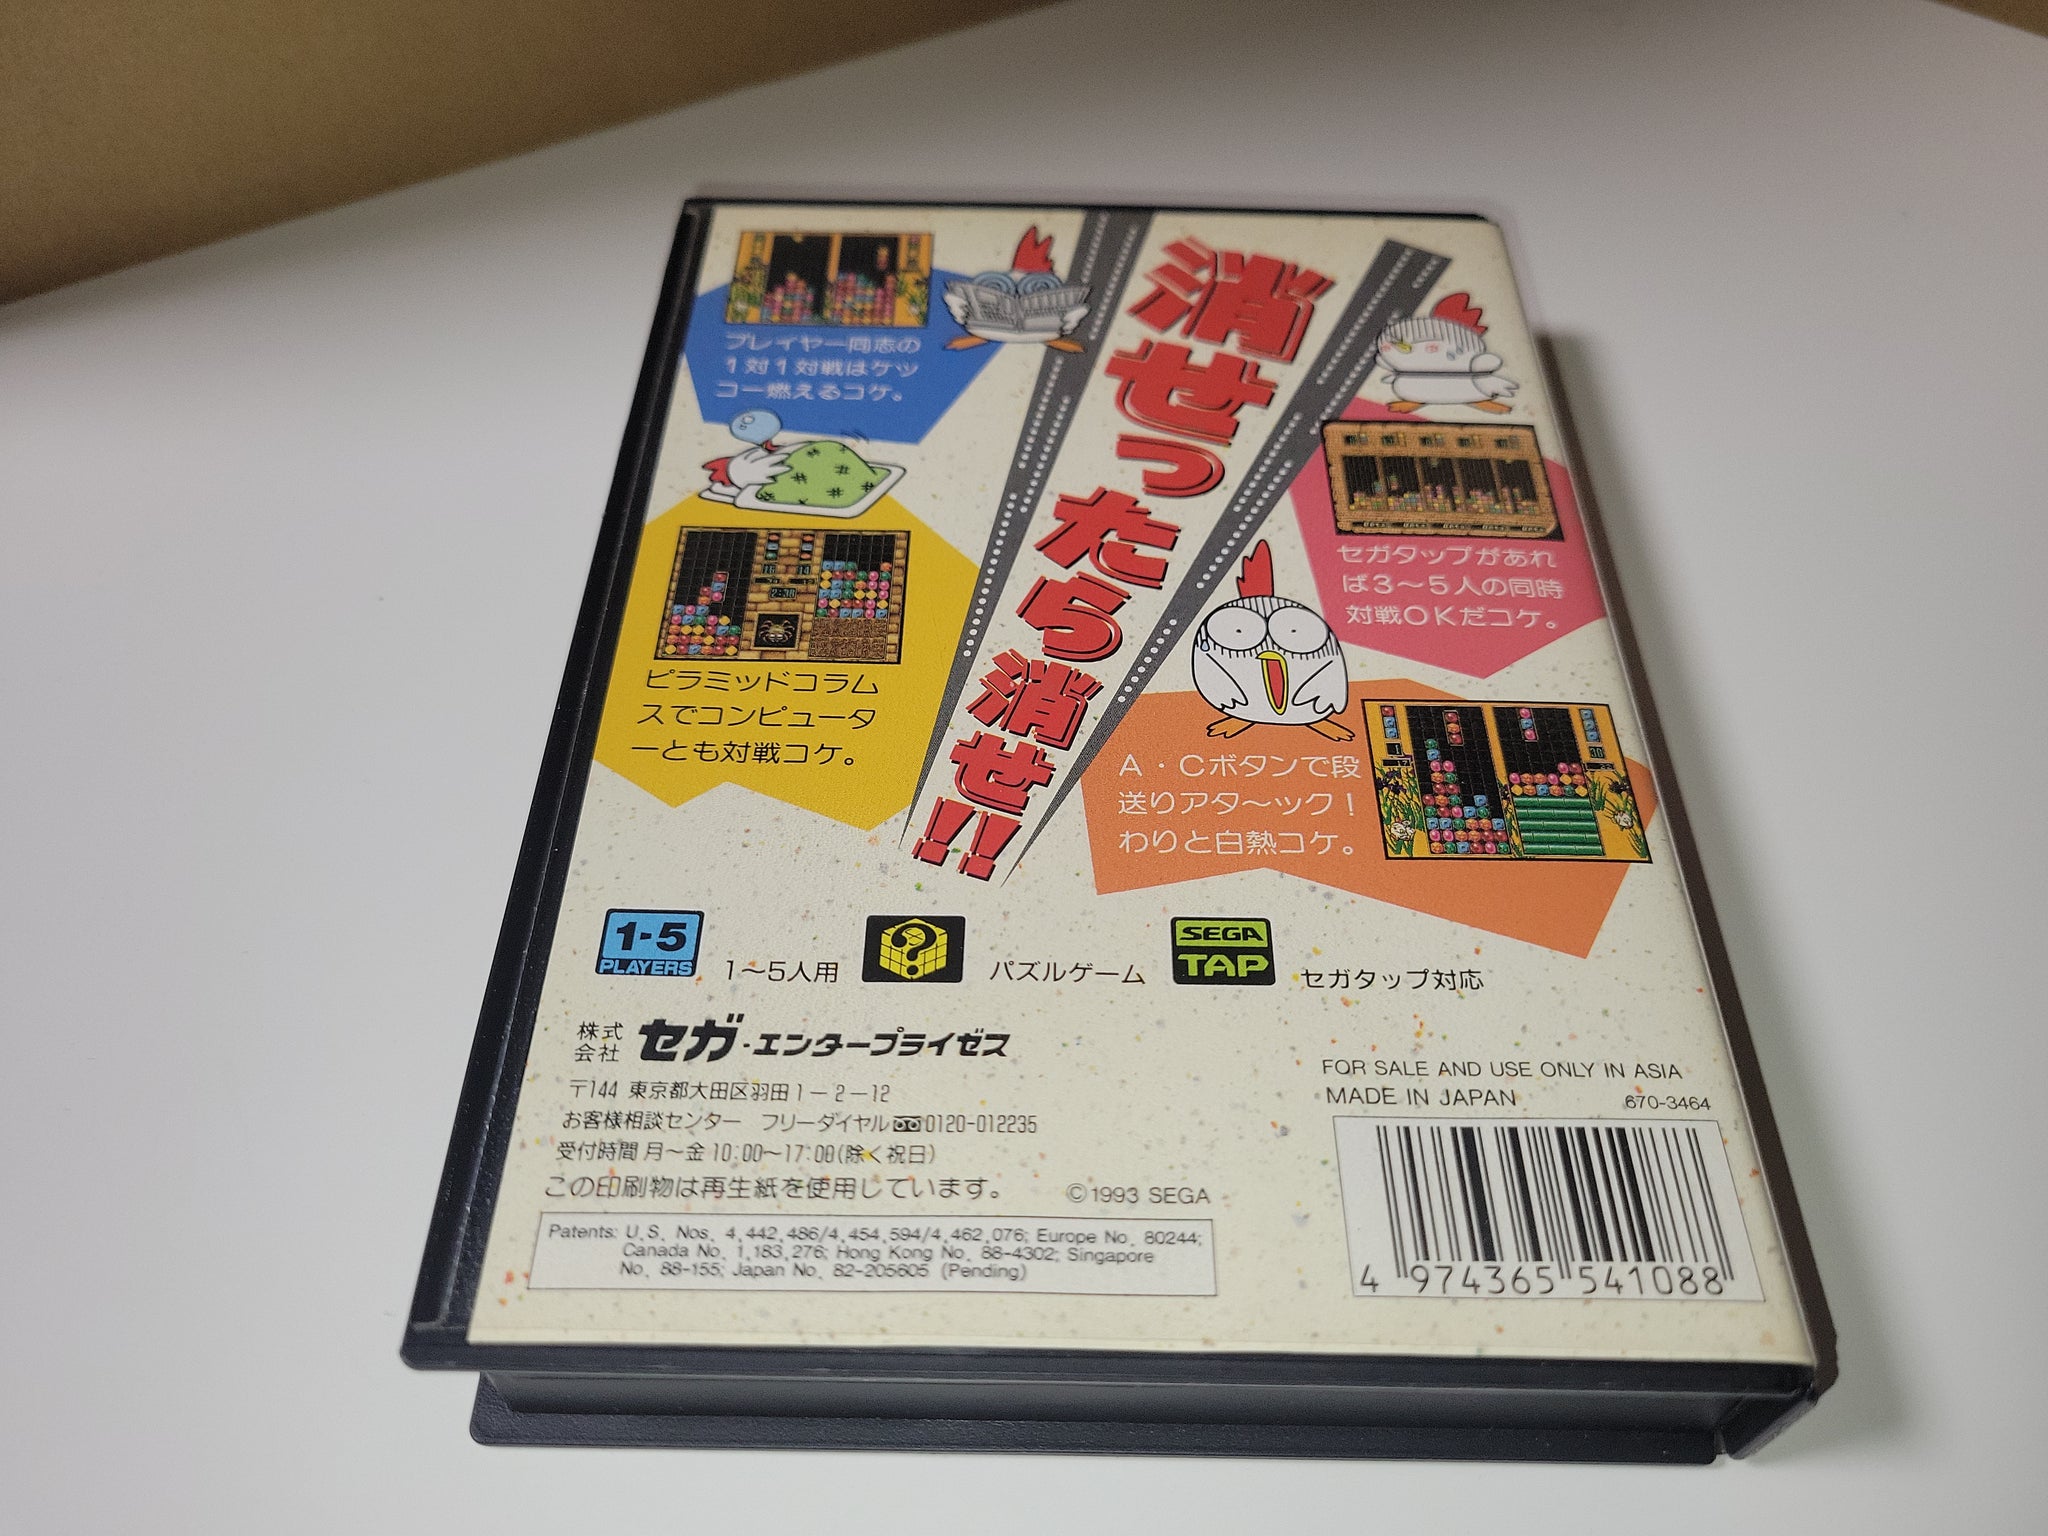 消せったら消せ!!
プレイヤー同志の
1対1対戦はケッ
コー燃えるコケ。
ピラミッドコラム
スでコンピュータ
ーとも対戦コケ。
セガタップがあれ
ば3～5人の同時
対戦OKだコケ。
A・Cボタンで段
送りアタ～ック！
わりと白熱コケ。
1-5
PLAYERS
1～5人用
?
パズルゲーム
SEGA
TAP
セガタップ対応
株式
会社
セガ・エンタープライゼス
〒144 東京都大田区羽田1－2－12
お客様相談センター フリーダイヤル 0120-012235
受付時間 月～金 10:00～17:00(除く祝日)
この印刷物は再生紙を使用しています。
©1993 SEGA
Patents: U.S. Nos. 4,442,486/4,454,594/4,462,076; Europe No. 80244;
Canada No. 1,183,276; Hong Kong No. 88-4302; Singapore
No. 88-155; Japan No. 82-205605 (Pending)
FOR SALE AND USE ONLY IN ASIA
MADE IN JAPAN
670-3464
4 974365 541088